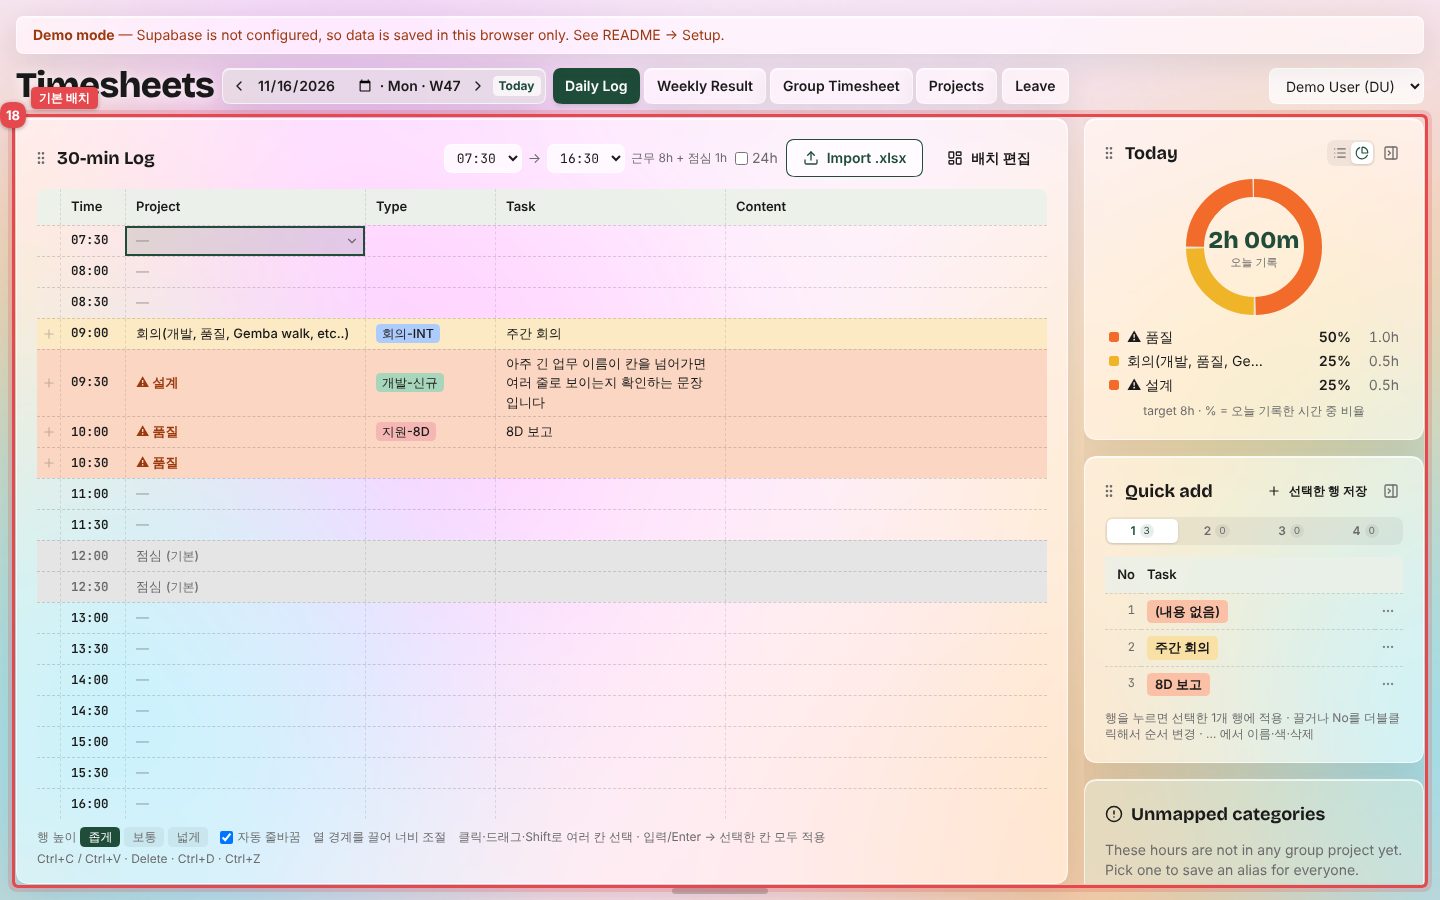 Demo mode — Supabase is not configured, so data is saved in this browser only. See README → Setup.
Timesheets
11/16/2026 · Mon · W47 Today
Daily Log
Weekly Result
Group Timesheet
Projects
Leave
Demo User (DU)
기본 배치
18
30-min Log
07:30 → 16:30 근무 8h + 점심 1h 24h
Import .xlsx
배치 편집
Time Project Type Task Content
07:30 —
08:00 —
08:30 —
+ 09:00 회의(개발, 품질, Gemba walk, etc..) 회의-INT 주간 회의
+ 09:30 ⚠ 설계 개발-신규 아주 긴 업무 이름이 칸을 넘어가면
여러 줄로 보이는지 확인하는 문장
입니다
+ 10:00 ⚠ 품질 지원-8D 8D 보고
+ 10:30 ⚠ 품질
11:00 —
11:30 —
12:00 점심 (기본)
12:30 점심 (기본)
13:00 —
13:30 —
14:00 —
14:30 —
15:00 —
15:30 —
16:00 —
행 높이 좁게 보통 넓게 자동 줄바꿈 열 경계를 끌어 너비 조절 클릭·드래그·Shift로 여러 칸 선택 · 입력/Enter → 선택한 칸 모두 적용
Ctrl+C / Ctrl+V · Delete · Ctrl+D · Ctrl+Z
Today
2h 00m
오늘 기록
⚠ 품질 50% 1.0h
회의(개발, 품질, Ge... 25% 0.5h
⚠ 설계 25% 0.5h
target 8h · % = 오늘 기록한 시간 중 비율
Quick add
+ 선택한 행 저장
1 3 2 0 3 0 4 0
No Task
1 (내용 없음) ...
2 주간 회의 ...
3 8D 보고 ...
행을 누르면 선택한 1개 행에 적용 · 끌거나 No를 더블클
릭해서 순서 변경 · ... 에서 이름·색·삭제
Unmapped categories
These hours are not in any group project yet.
Pick one to save an alias for everyone.